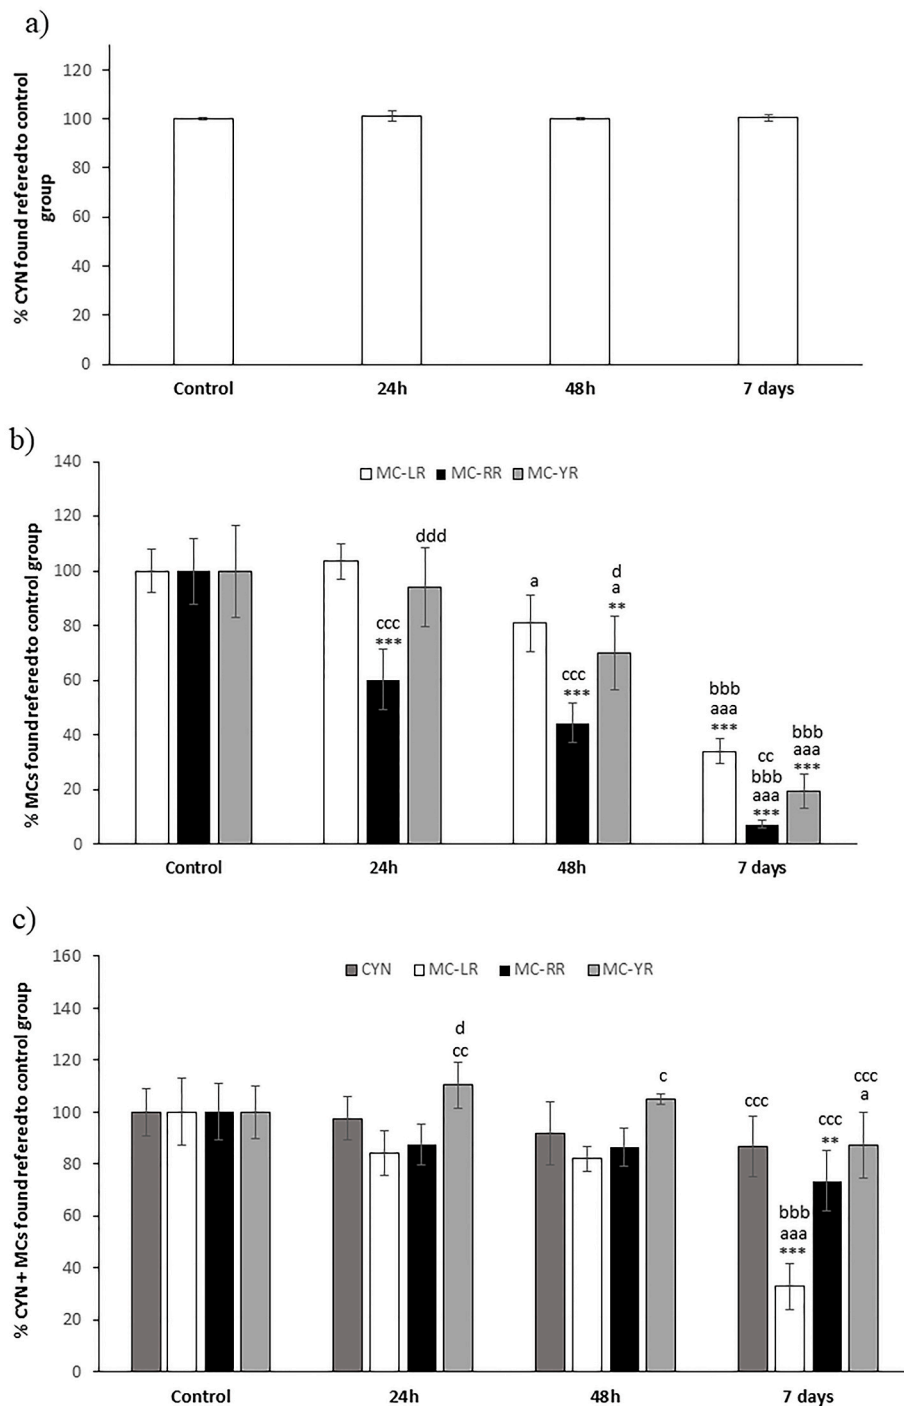 a)
% CYN found refered to control
group
120
100
80
60
40
20
0
Control 24h 48h 7 days
b)
% MCs found refered to control group
140
120
100
80
60
40
20
0
MC-LR MC-RR MC-YR
ccc
***
ddd
a
ccc
***
d
a
**
bbb
aaa
***
cc
bbb
aaa
***
bbb
aaa
***
Control 24h 48h 7 days
c)
% CYN + MCs found refered to control group
160
140
120
100
80
60
40
20
0
CYN MC-LR MC-RR MC-YR
d
cc
c
ccc
bbb
aaa
***
ccc
**
ccc
a
Control 24h 48h 7 days